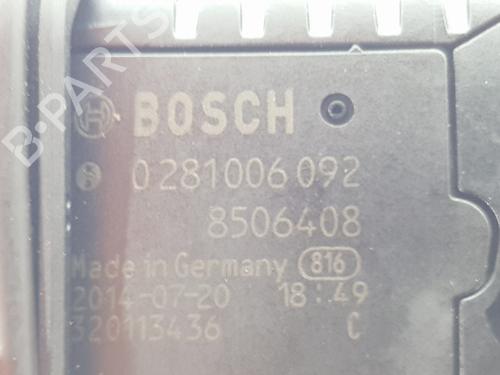 B-PARTS
BOSCH
0 281 006 092
8506408
Made in Germany 816
2014-07-20 18:49
320113436 C